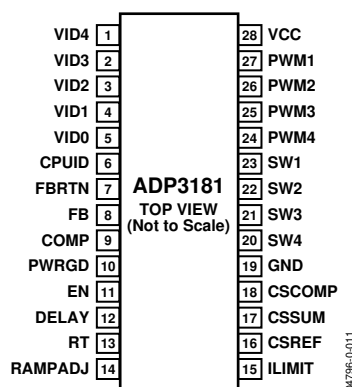 VID4 1
VID3 2
VID2 3
VID1 4
VID0 5
CPUID 6
FBRTN 7
FB 8
COMP 9
PWRGD 10
EN 11
DELAY 12
RT 13
RAMPADJ 14
ADP3181
TOP VIEW
(Not to Scale)
28 VCC
27 PWM1
26 PWM2
25 PWM3
24 PWM4
23 SW1
22 SW2
21 SW3
20 SW4
19 GND
18 CSCOMP
17 CSSUM
16 CSREF
15 ILIMIT